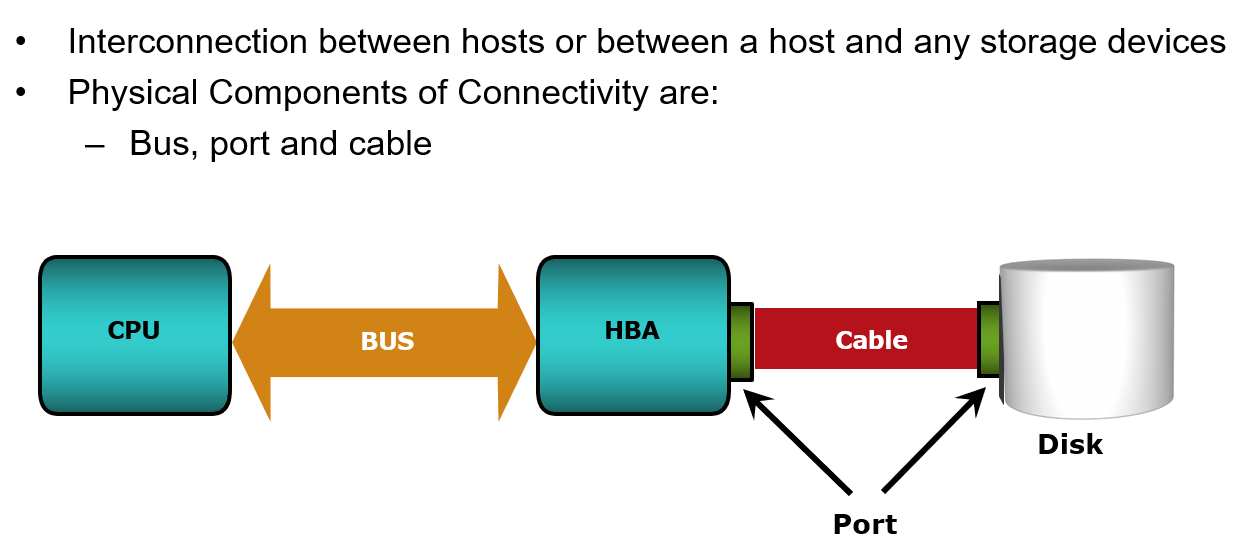 • Interconnection between hosts or between a host and any storage devices
• Physical Components of Connectivity are:
– Bus, port and cable
CPU
BUS
HBA
Cable
Disk
Port